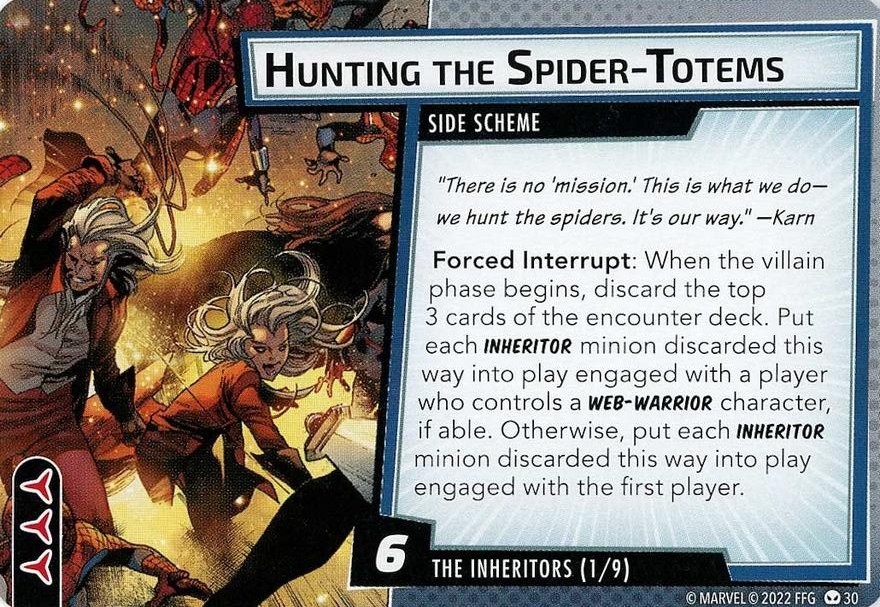 HUNTING THE SPIDER-TOTEMS
SIDE SCHEME
"There is no 'mission.' This is what we do—
we hunt the spiders. It's our way." —Karn
Forced Interrupt: When the villain
phase begins, discard the top
3 cards of the encounter deck. Put
each INHERITOR minion discarded this
way into play engaged with a player
who controls a WEB-WARRIOR character,
if able. Otherwise, put each INHERITOR
minion discarded this way into play
engaged with the first player.
6
THE INHERITORS (1/9)
© MARVEL © 2022 FFG 30